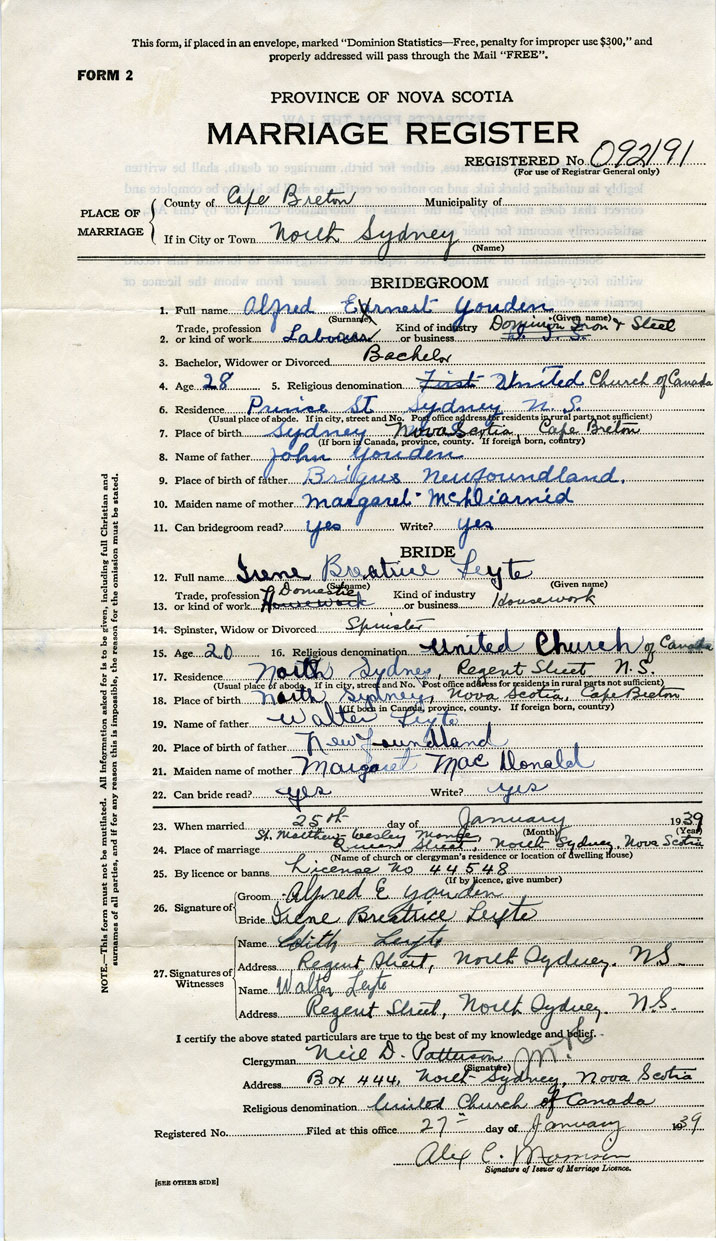 This form, if placed in an envelope, marked "Dominion Statistics—Free, penalty for improper use $300," and
properly addressed will pass through the Mail "FREE".
FORM 2
PROVINCE OF NOVA SCOTIA
MARRIAGE REGISTER
REGISTERED No. 092191
(For use of Registrar General only)
PLACE OF MARRIAGE
County of Cape Breton Municipality of
If in City or Town North Sydney
(Name)
BRIDEGROOM
1. Full name Alfred Ernest Youden
(Surname) (Given name)
2. Trade, profession or kind of work Labourer Kind of industry or business Dominion Iron & Steel
3. Bachelor, Widower or Divorced Bachelor
4. Age 28 5. Religious denomination First United Church of Canada
6. Residence Prince St Sydney N.S.
(Usual place of abode. If in city, street and No. Post office address for residents in rural parts not sufficient)
7. Place of birth Sydney Nova Scotia Cape Breton
(If born in Canada, province, county. If foreign born, country)
8. Name of father John Youden
9. Place of birth of father Brigus Newfoundland.
10. Maiden name of mother Margaret McDiarmid
11. Can bridegroom read? yes Write? yes
BRIDE
12. Full name Irene Breatrice Leyte
(Surname) (Given name)
13. Trade, profession or kind of work Domestic Housework Kind of industry or business Housework
14. Spinster, Widow or Divorced Spinster
15. Age 20 16. Religious denomination United Church of Canada
17. Residence North Sydney, Regent Street N.S.
(Usual place of abode. If in city, street and No. Post office address for residents in rural parts not sufficient)
18. Place of birth North Sydney, Nova Scotia, Cape Breton
(If born in Canada, province, county. If foreign born, country)
19. Name of father Walter Leyte
20. Place of birth of father Newfoundland
21. Maiden name of mother Margaret MacDonald
22. Can bride read? yes Write? yes
23. When married 25th day of January 1939
(Month) (Year)
St. Matthew Wesley Manse,
24. Place of marriage Queen Street, North Sydney, Nova Scotia
(Name of church or clergyman's residence or location of dwelling house)
25. By licence or banns License No 44548
(If by licence, give number)
26. Signature of
Groom Alfred E Youden
Bride Irene Breatrice Leyte
27. Signatures of Witnesses
Name Edith Leyte
Address Regent Street, North Sydney. N.S.
Name Walter Leyte
Address Regent Street, North Sydney. N.S.
I certify the above stated particulars are true to the best of my knowledge and belief.
Clergyman Neil D. Patterson
(Signature)
Address Box 444, North Sydney, Nova Scotia
Religious denomination United Church of Canada
Registered No. Filed at this office 27 day of January 1939
Alex C. Morrison
Signature of Issuer of Marriage Licence.
[SEE OTHER SIDE]
NOTE.—This form must not be mutilated. All information asked for is to be given, including full Christian and
surnames of all parties, and if for any reason this is impossible, the reason for the omission must be stated.